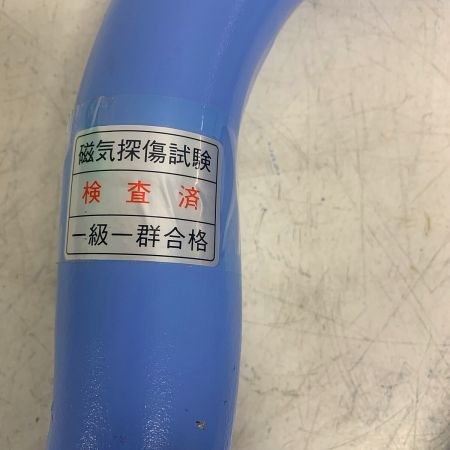 磁気探傷試験
検査済
一級一群合格